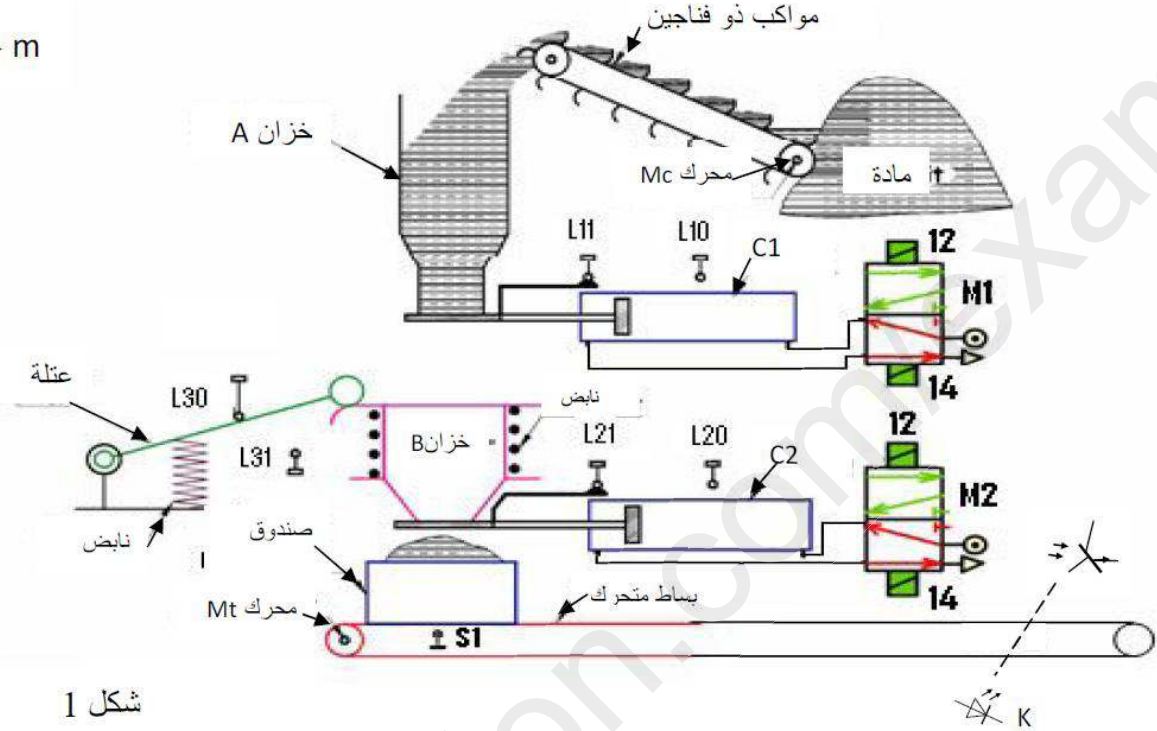 m
مواكب ذو فناجين
خزان A
محرك Mc
مادة
L11
L10
C1
12
M1
14
عتلة
L30
L31
نابض
خزان B
نابض
L21
L20
C2
12
M2
14
صندوق
محرك Mt
S1
بساط متحرك
K
شكل 1